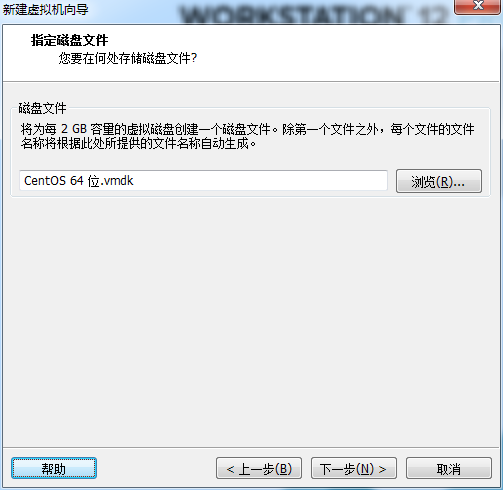 新建虚拟机向导
WORKSTATION 12
指定磁盘文件
您要在何处存储磁盘文件?
磁盘文件
将为每 2 GB 容量的虚拟磁盘创建一个磁盘文件。除第一个文件之外，每个文件的文件
名称将根据此处所提供的文件名称自动生成。
CentOS 64 位.vmdk
浏览(R)...
帮助
< 上一步(B)
下一步(N) >
取消